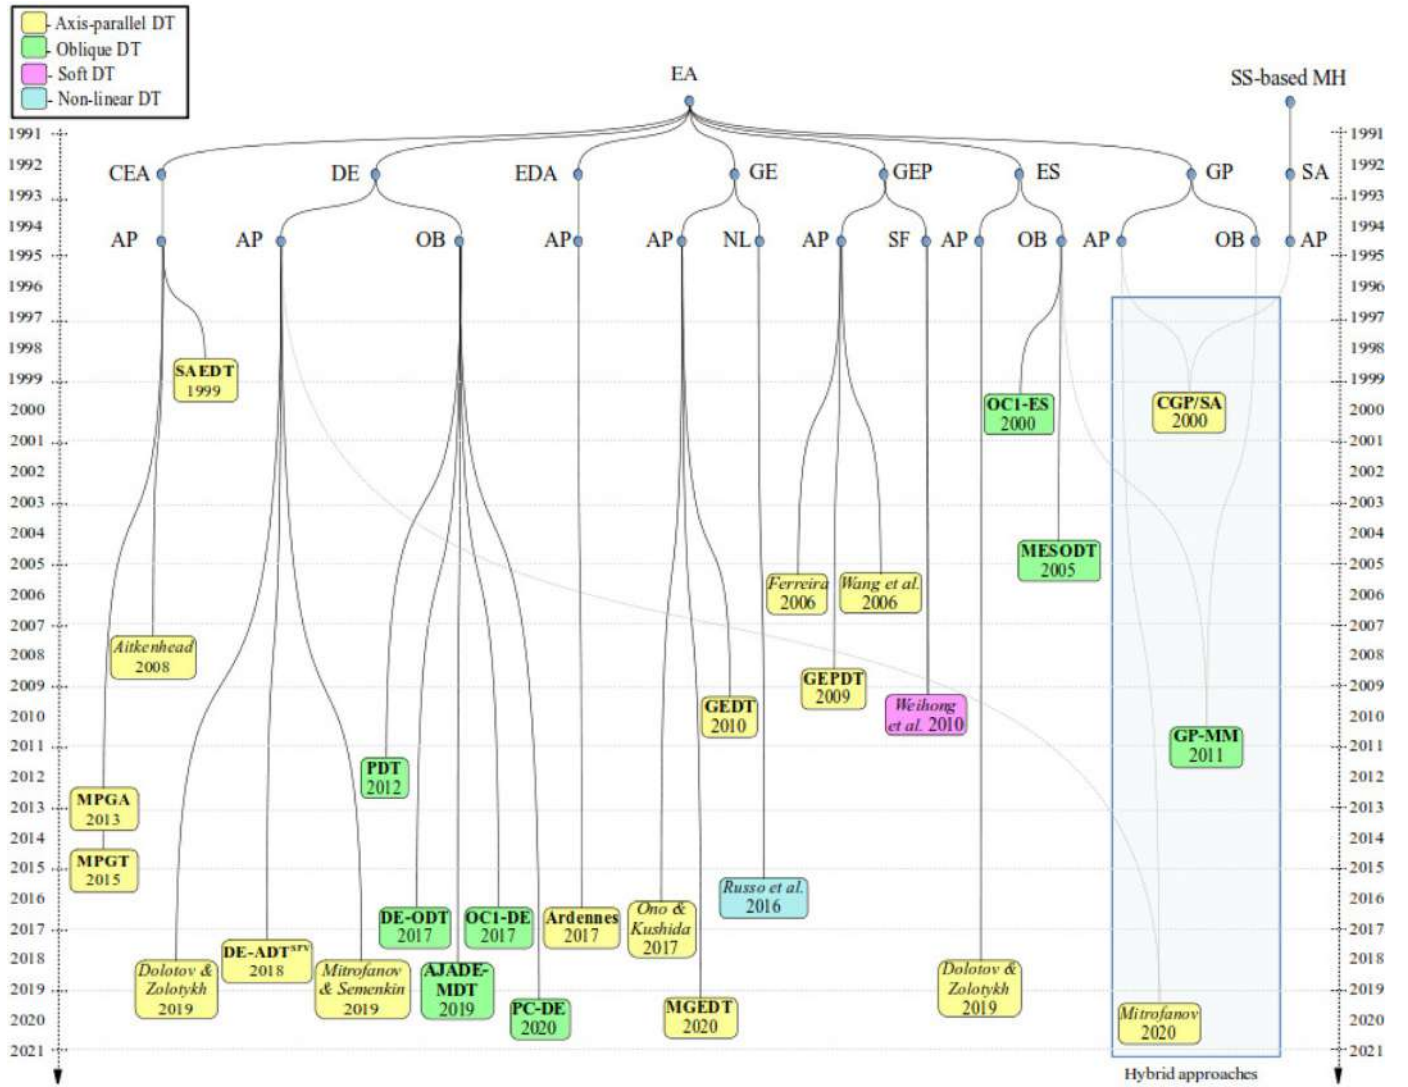 - Axis-parallel DT
- Oblique DT
- Soft DT
- Non-linear DT
EA
SS-based MH
1991
1992
1993
1994
1995
1996
1997
1998
1999
2000
2001
2002
2003
2004
2005
2006
2007
2008
2009
2010
2011
2012
2013
2014
2015
2016
2017
2018
2019
2020
2021
CEA
DE
EDA
GE
GEP
ES
GP
SA
AP
AP
OB
AP
AP
NL
AP
SF
AP
OB
AP
OB
AP
SAEDT
1999
OC1-ES
2000
CGP/SA
2000
MESODT
2005
Ferreira
2006
Wang et al.
2006
Aitkenhead
2008
GEPDT
2009
GEDT
2010
Weihong
et al. 2010
GP-MM
2011
PDT
2012
MPGA
2013
MPGT
2015
Russo et al.
2016
DE-ODT
2017
OC1-DE
2017
Ardennes
2017
Ono &
Kushida
2017
DE-ADT
2018
Dolotov &
Zolotykh
2019
Mitrofanov
& Semenkin
2019
AJADE-
MDT
2019
PC-DE
2020
MGEDT
2020
Dolotov &
Zolotykh
2019
Mitrofanov
2020
Hybrid approaches
1991
1992
1993
1994
1995
1996
1997
1998
1999
2000
2001
2002
2003
2004
2005
2006
2007
2008
2009
2010
2011
2012
2013
2014
2015
2016
2017
2018
2019
2020
2021